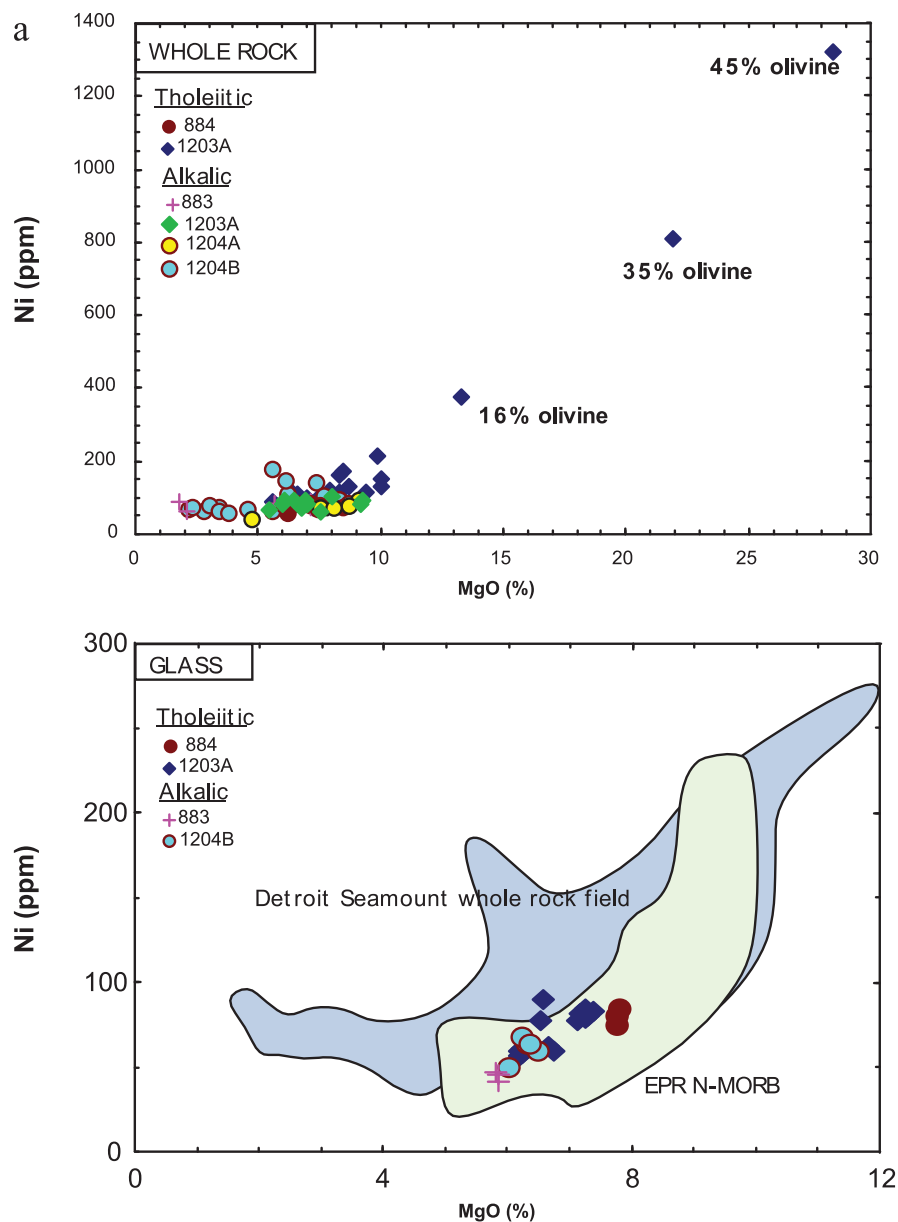 a
WHOLE ROCK
Tholeiitic
884
1203A
Alkalic
883
1203A
1204A
1204B
45% olivine
35% olivine
16% olivine
Ni (ppm)
1400
1200
1000
800
600
400
200
0
0 5 10 15 20 25 30
MgO (%)
GLASS
Tholeiitic
884
1203A
Alkalic
883
1204B
Detroit Seamount whole rock field
EPR N-MORB
Ni (ppm)
300
200
100
0
0 4 8 12
MgO (%)